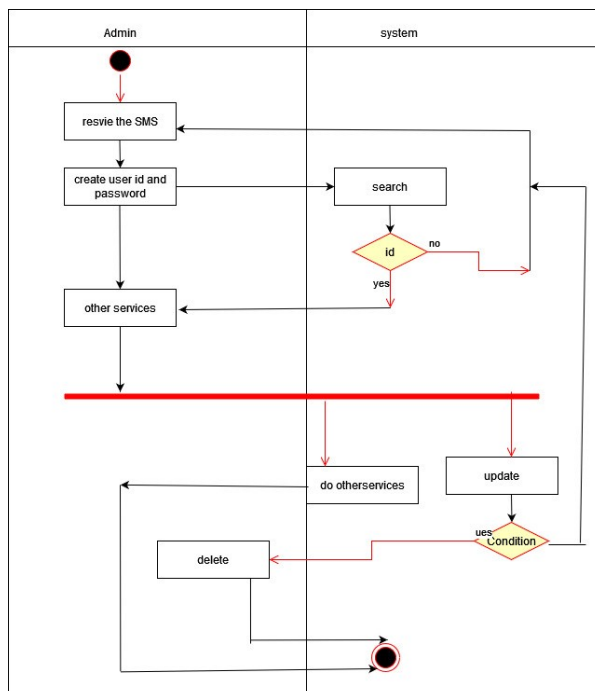 Admin
system
resvie the SMS
create user id and
password
search
id
no
yes
other services
do otherservices
update
ues
Condition
delete